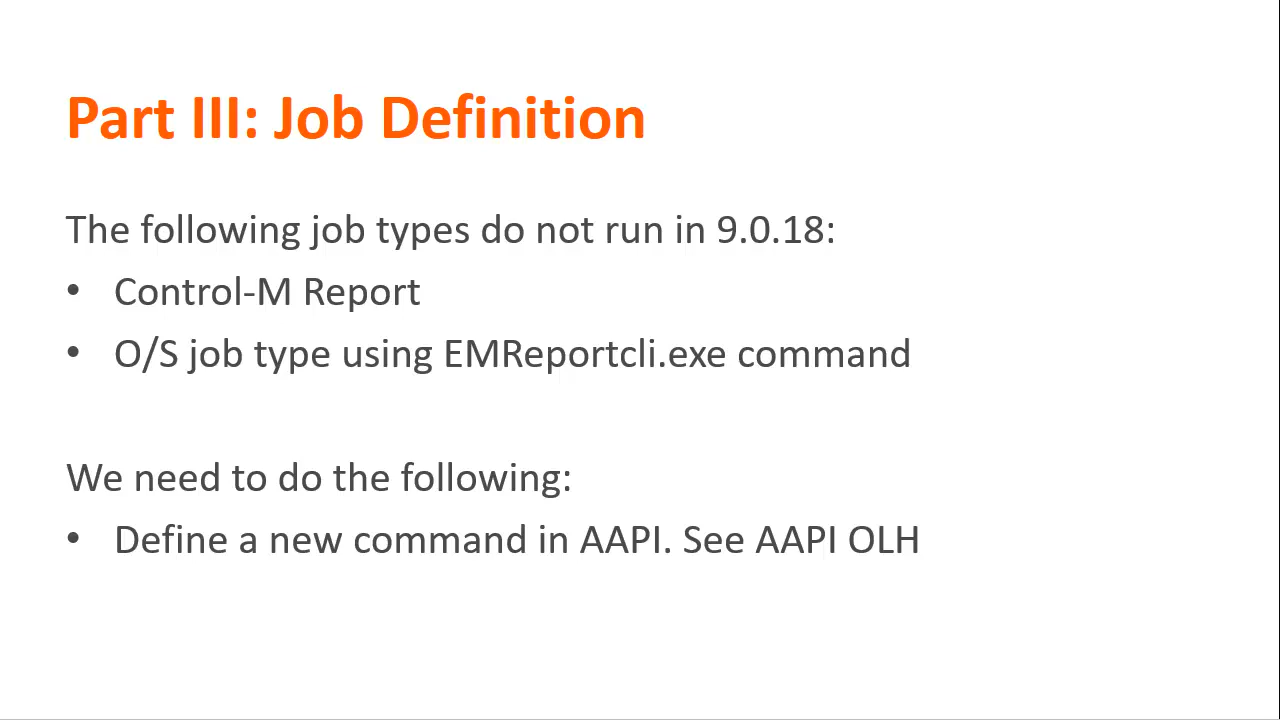 Part III: Job Definition
The following job types do not run in 9.0.18:
• Control-M Report
• O/S job type using EMReportcli.exe command
We need to do the following:
• Define a new command in AAPI. See AAPI OLH